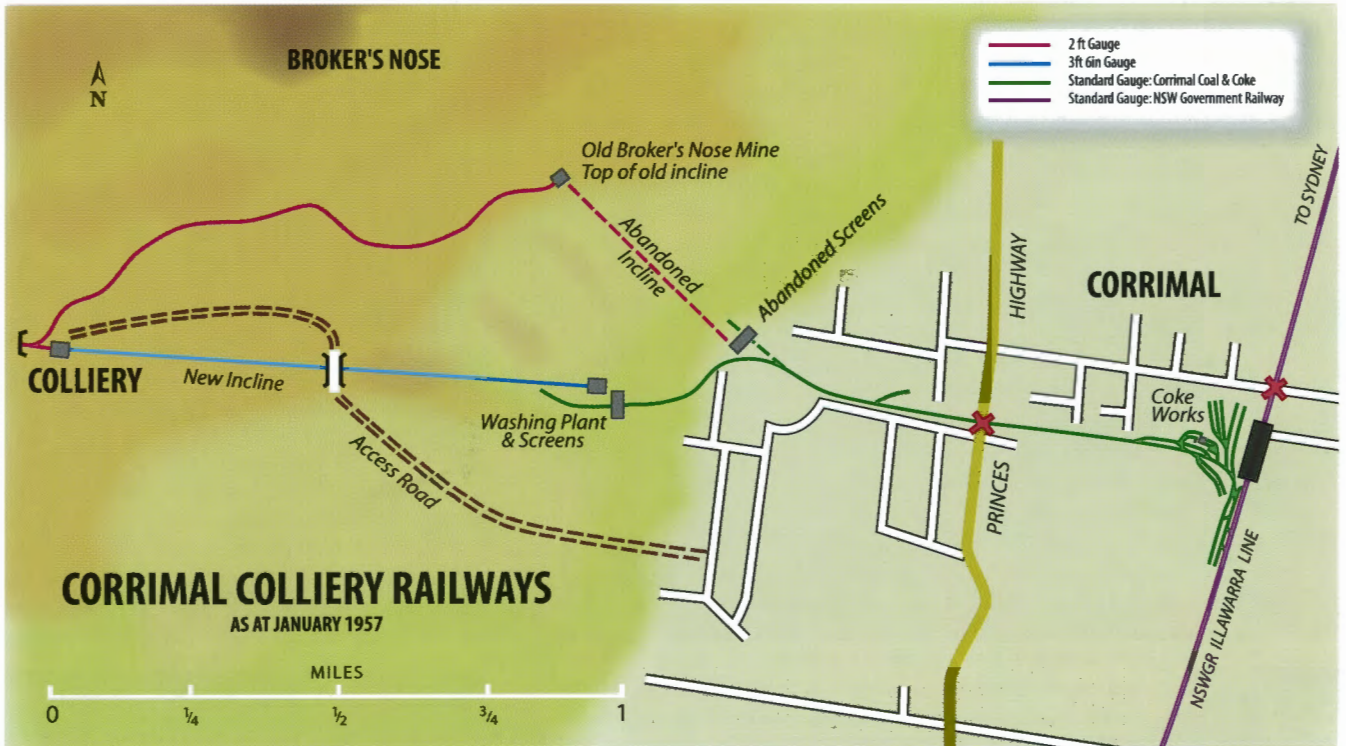 BROKER'S NOSE
N
2 ft Gauge
3ft 6in Gauge
Standard Gauge: Corrimal Coal & Coke
Standard Gauge: NSW Government Railway
Old Broker's Nose Mine
Top of old incline
TO SYDNEY
Abandoned
Incline
Abandoned Screens
HIGHWAY
CORRIMAL
COLLIERY
New Incline
Washing Plant
& Screens
Coke
Works
Access Road
PRINCES
NSWGR ILLAWARRA LINE
CORRIMAL COLLIERY RAILWAYS
AS AT JANUARY 1957
MILES
0 1/4 1/2 3/4 1